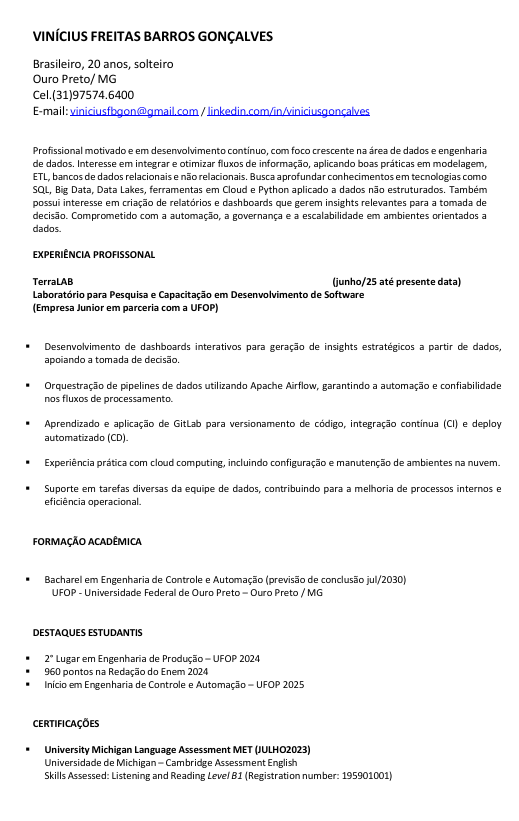 VINÍCIUS FREITAS BARROS GONÇALVES
Brasileiro, 20 anos, solteiro
Ouro Preto/ MG
Cel.(31)97574.6400
E-mail: viniciusfbgon@gmail.com / linkedin.com/in/viniciusgonçalves
Profissional motivado e em desenvolvimento contínuo, com foco crescente na área de dados e engenharia
de dados. Interesse em integrar e otimizar fluxos de informação, aplicando boas práticas em modelagem,
ETL, bancos de dados relacionais e não relacionais. Busca aprofundar conhecimentos em tecnologias como
SQL, Big Data, Data Lakes, ferramentas em Cloud e Python aplicado a dados não estruturados. Também
possui interesse em criação de relatórios e dashboards que gerem insights relevantes para a tomada de
decisão. Comprometido com a automação, a governança e a escalabilidade em ambientes orientados a
dados.
EXPERIÊNCIA PROFISSONAL
TerraLAB (junho/25 até presente data)
Laboratório para Pesquisa e Capacitação em Desenvolvimento de Software
(Empresa Junior em parceria com a UFOP)
▪ Desenvolvimento de dashboards interativos para geração de insights estratégicos a partir de dados,
apoiando a tomada de decisão.
▪ Orquestração de pipelines de dados utilizando Apache Airflow, garantindo a automação e confiabilidade
nos fluxos de processamento.
▪ Aprendizado e aplicação de GitLab para versionamento de código, integração contínua (CI) e deploy
automatizado (CD).
▪ Experiência prática com cloud computing, incluindo configuração e manutenção de ambientes na nuvem.
▪ Suporte em tarefas diversas da equipe de dados, contribuindo para a melhoria de processos internos e
eficiência operacional.
FORMAÇÃO ACADÊMICA
▪ Bacharel em Engenharia de Controle e Automação (previsão de conclusão jul/2030)
UFOP - Universidade Federal de Ouro Preto – Ouro Preto / MG
DESTAQUES ESTUDANTIS
▪ 2° Lugar em Engenharia de Produção – UFOP 2024
▪ 960 pontos na Redação do Enem 2024
▪ Início em Engenharia de Controle e Automação – UFOP 2025
CERTIFICAÇÕES
▪ University Michigan Language Assessment MET (JULHO2023)
Universidade de Michigan – Cambridge Assessment English
Skills Assessed: Listening and Reading Level B1 (Registration number: 195901001)